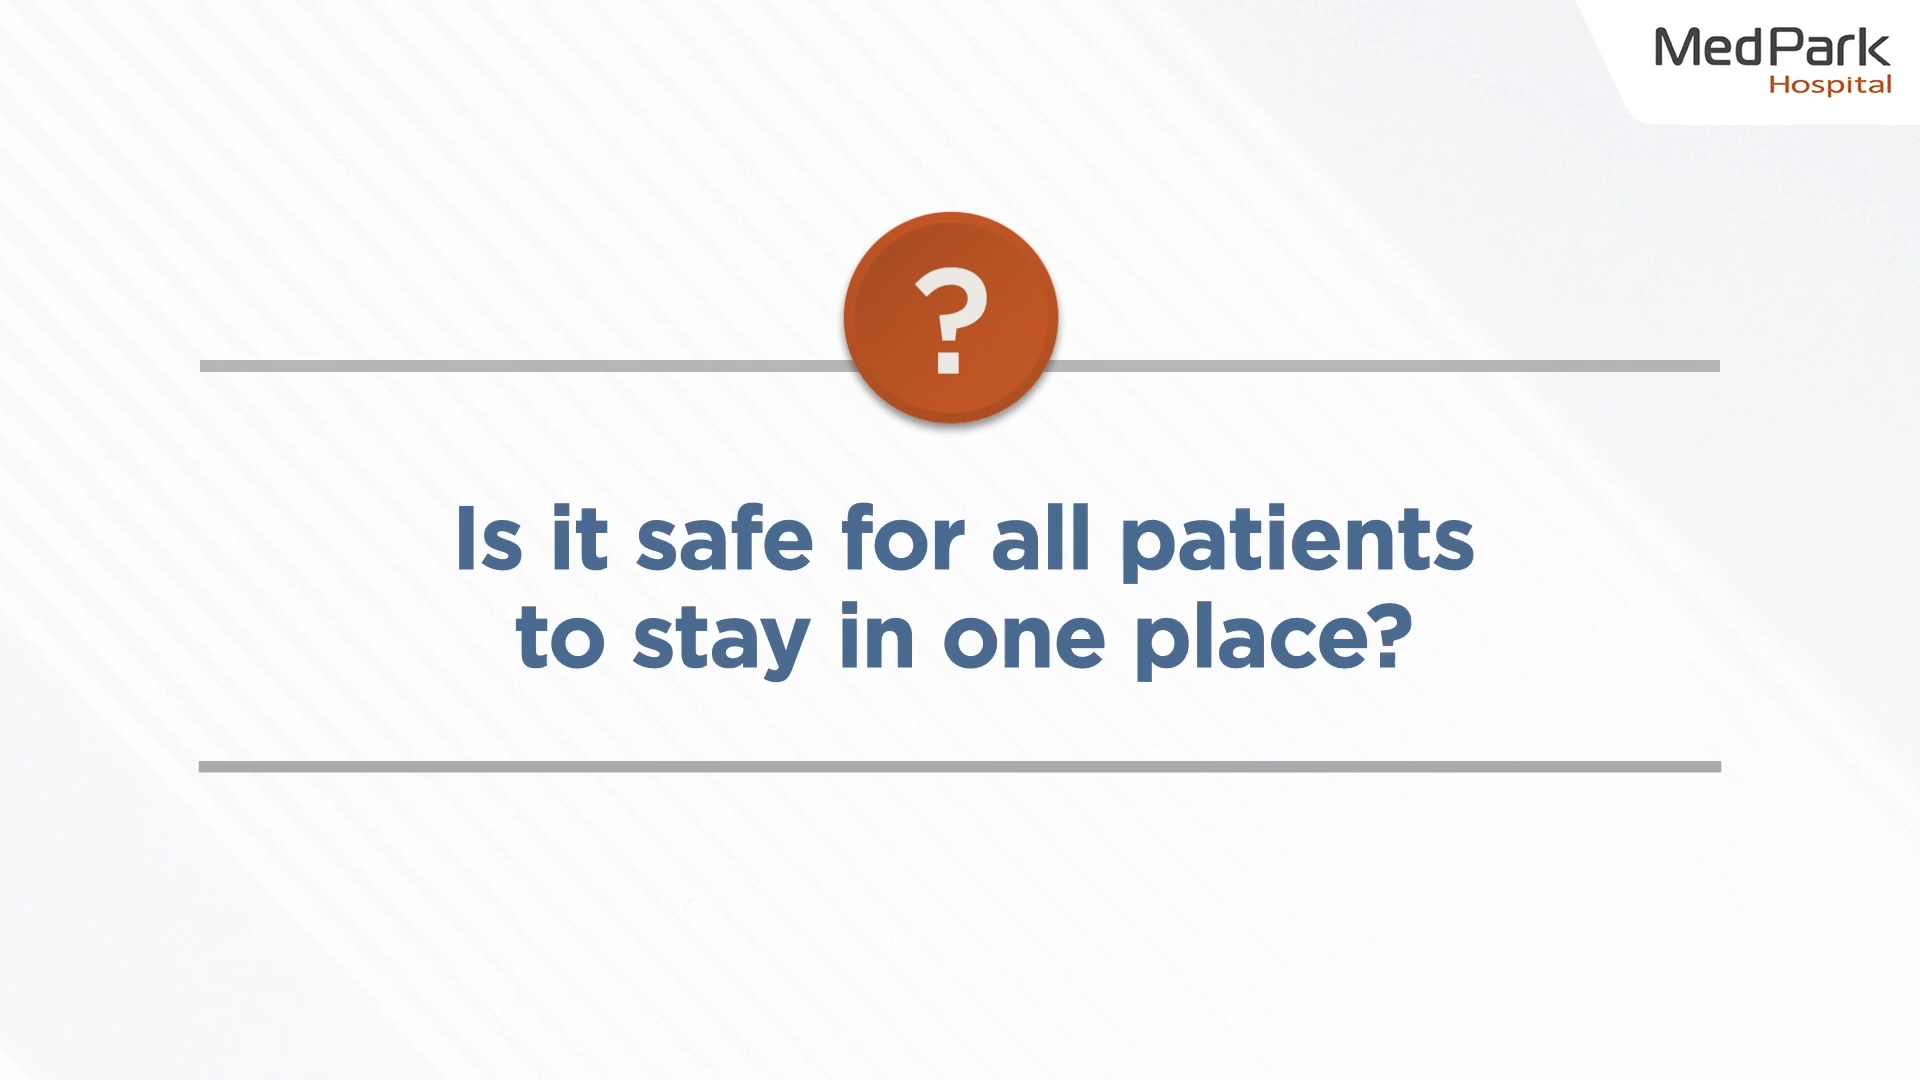 MedPark
Hospital
?
Is it safe for all patients
to stay in one place?